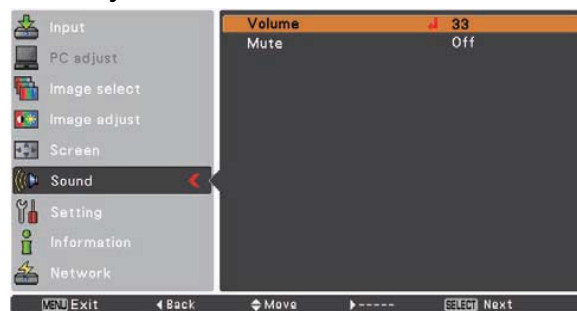 Input
PC adjust
Image select
Image adjust
Screen
Sound
Setting
Information
Network
Volume 33
Mute Off
MENU Exit Back Move ----- SELECT Next